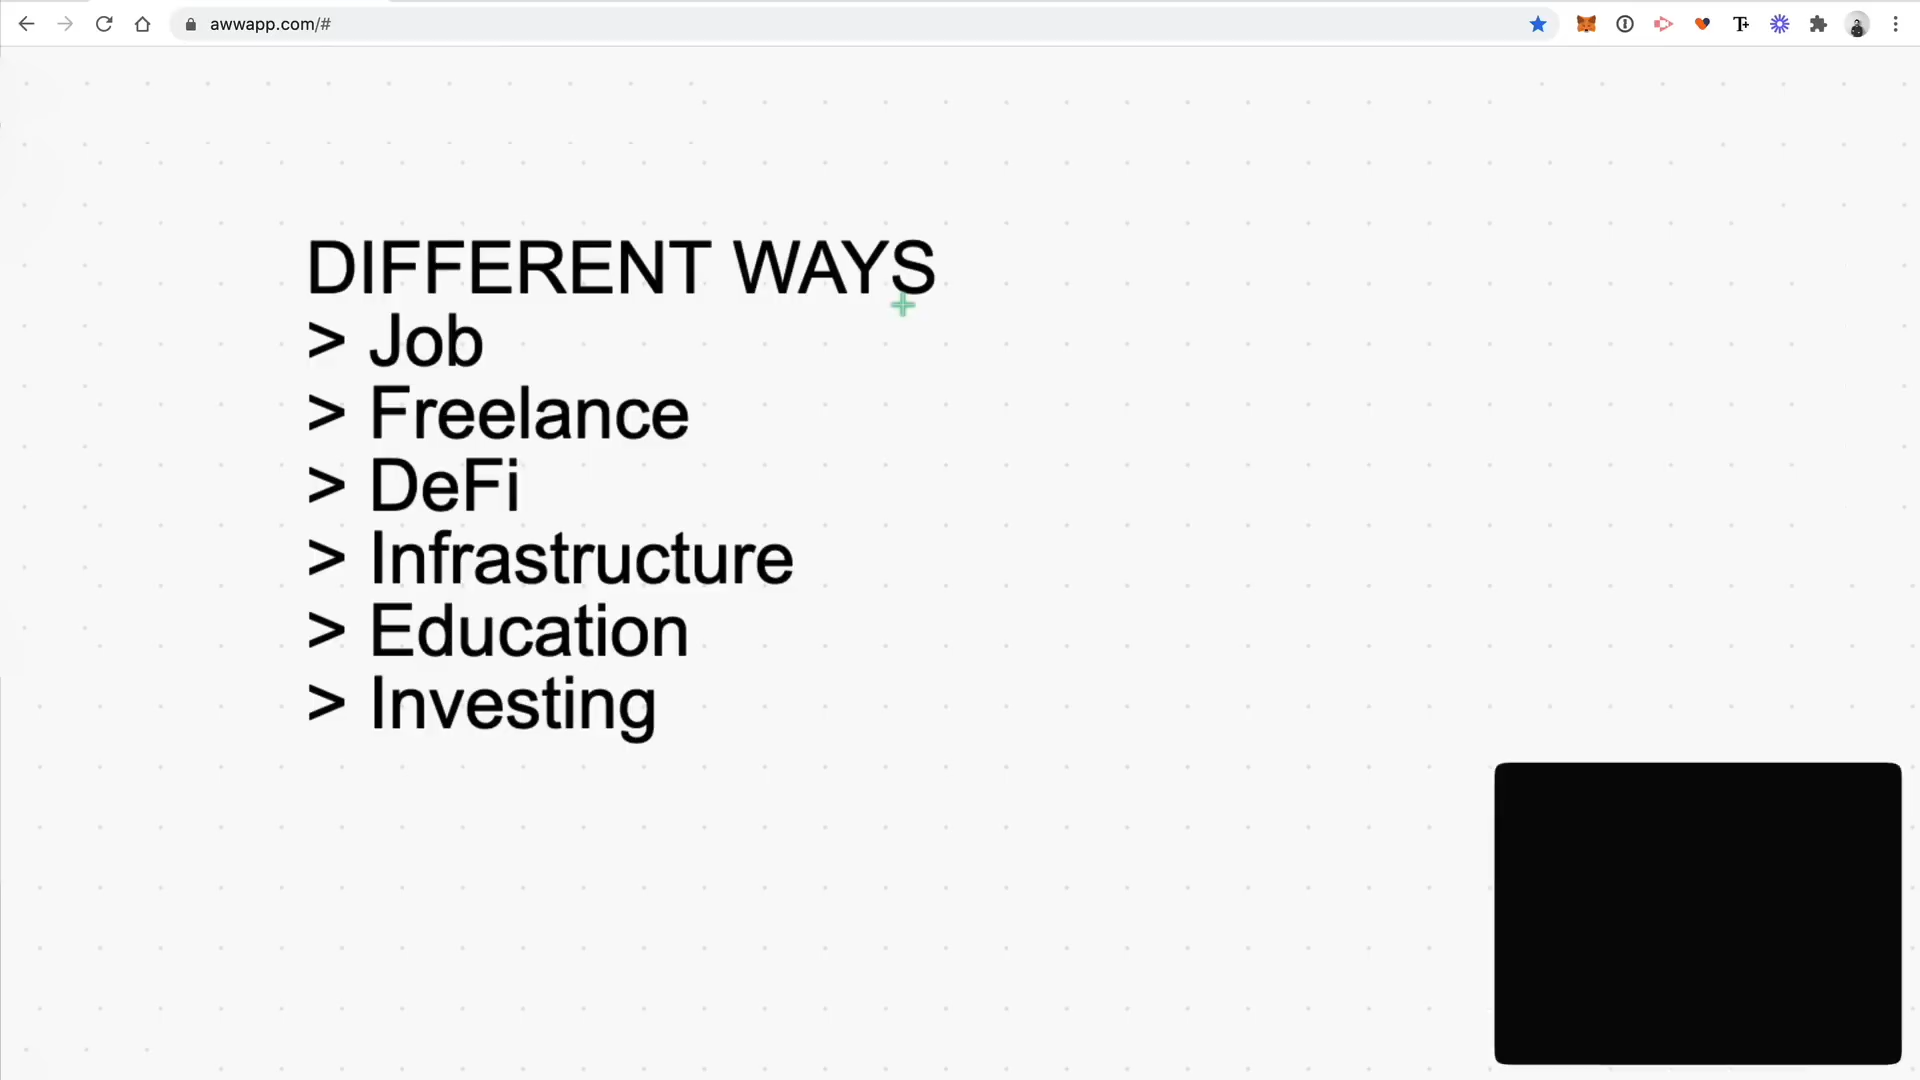 awwapp.com/#
DIFFERENT WAYS
> Job
> Freelance
> DeFi
> Infrastructure
> Education
> Investing